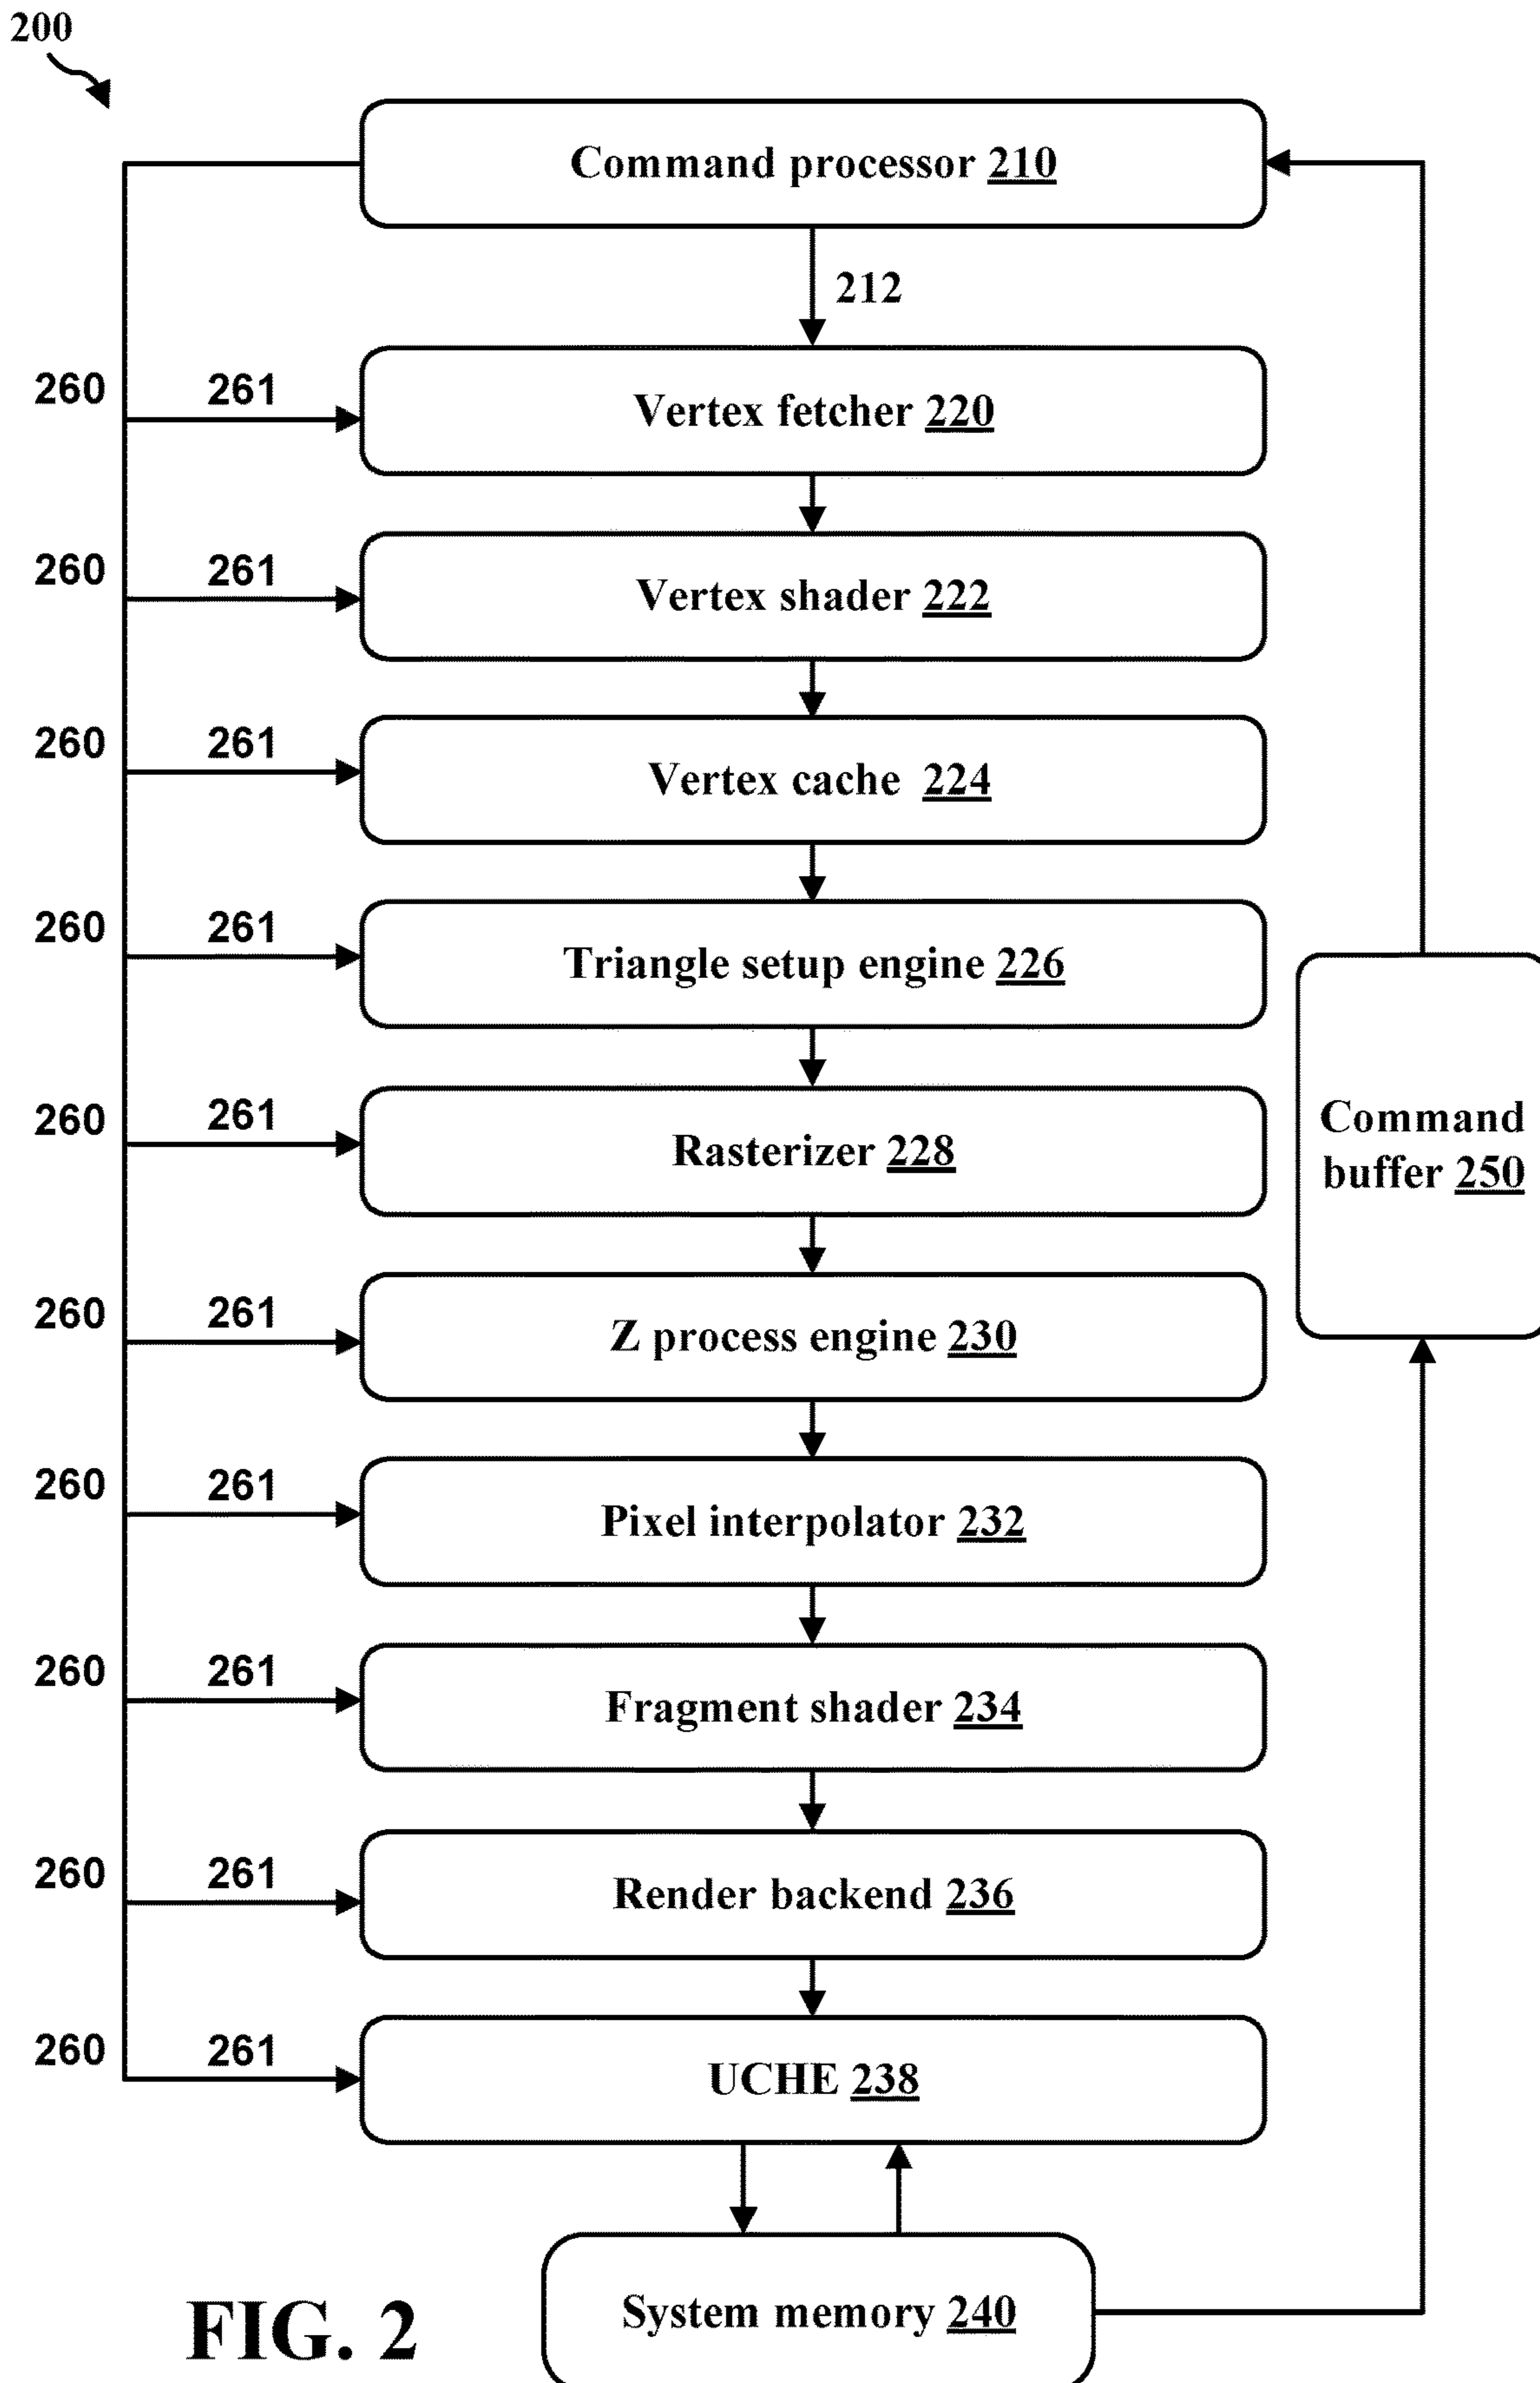 200
Command processor 210
212
260 261 Vertex fetcher 220
260 261 Vertex shader 222
260 261 Vertex cache 224
260 261 Triangle setup engine 226
260 261 Rasterizer 228
Command
buffer 250
260 261 Z process engine 230
260 261 Pixel interpolator 232
260 261 Fragment shader 234
260 261 Render backend 236
260 261 UCHE 238
System memory 240
FIG. 2